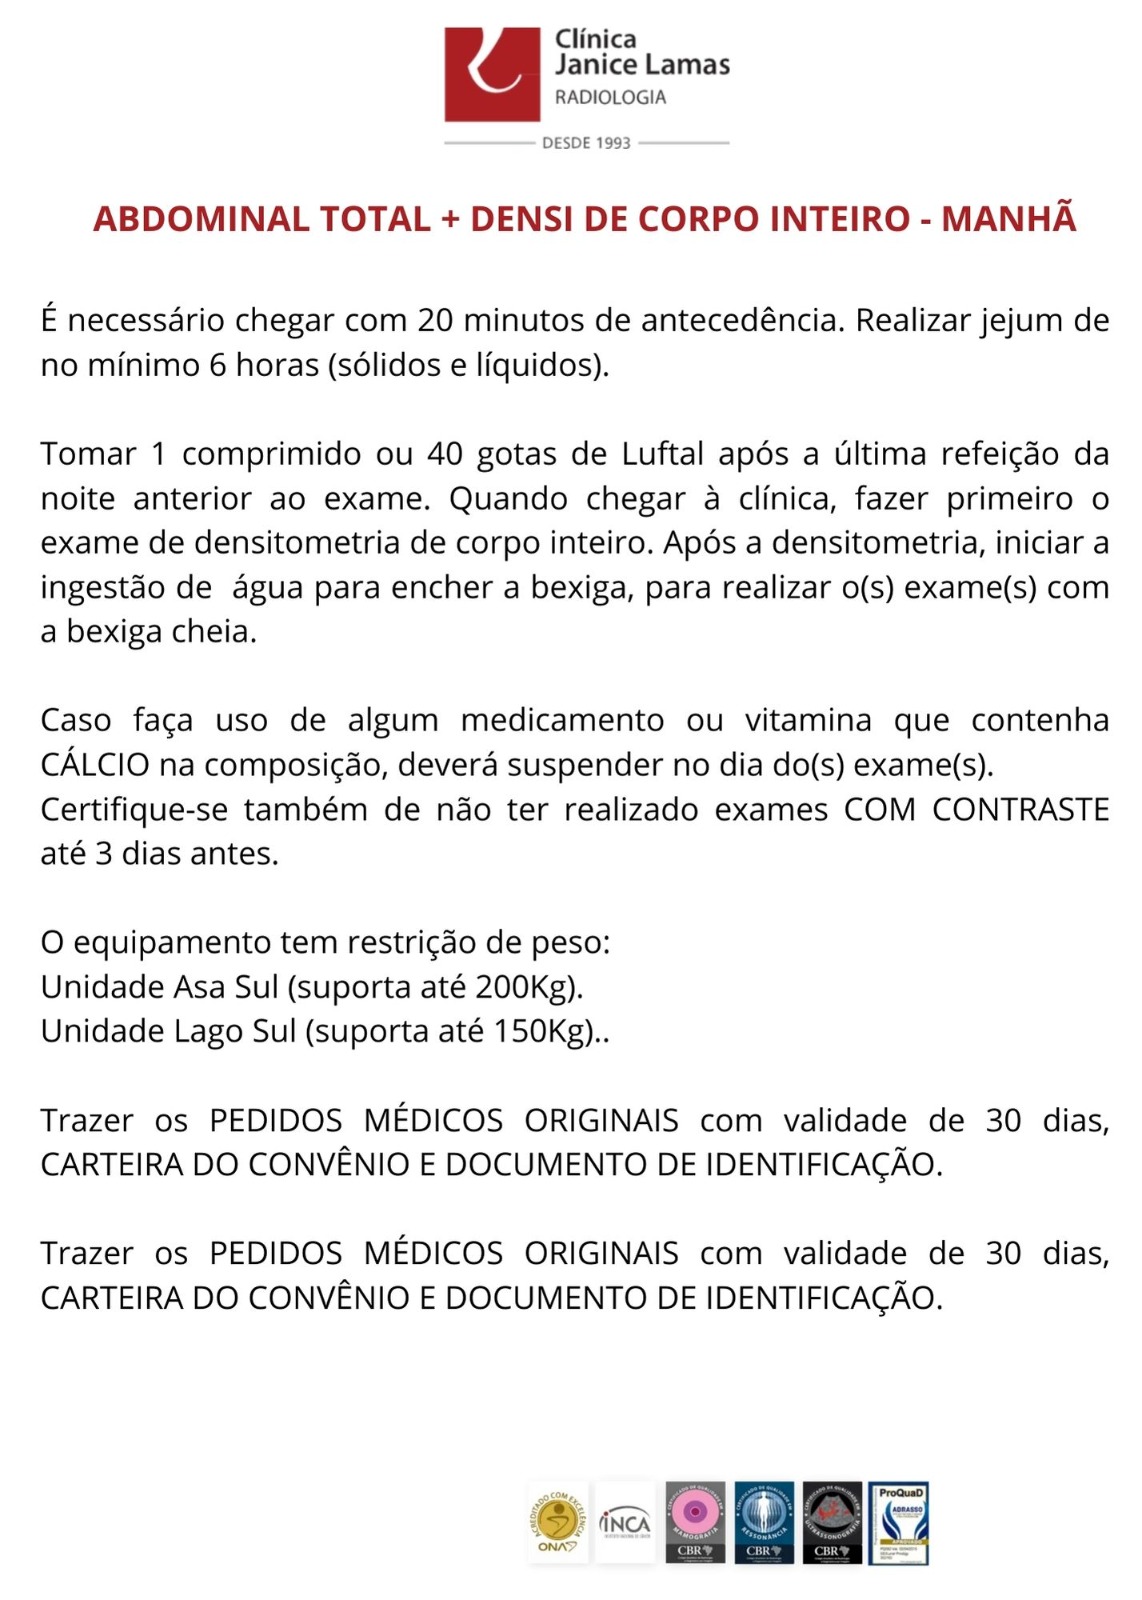 Clínica
Janice Lamas
RADIOLOGIA
DESDE 1993
ABDOMINAL TOTAL + DENSI DE CORPO INTEIRO - MANHÃ
É necessário chegar com 20 minutos de antecedência. Realizar jejum de
no mínimo 6 horas (sólidos e líquidos).
Tomar 1 comprimido ou 40 gotas de Luftal após a última refeição da
noite anterior ao exame. Quando chegar à clínica, fazer primeiro o
exame de densitometria de corpo inteiro. Após a densitometria, iniciar a
ingestão de  água para encher a bexiga, para realizar o(s) exame(s) com
a bexiga cheia.
Caso faça uso de algum medicamento ou vitamina que contenha
CÁLCIO na composição, deverá suspender no dia do(s) exame(s).
Certifique-se também de não ter realizado exames COM CONTRASTE
até 3 dias antes.
O equipamento tem restrição de peso:
Unidade Asa Sul (suporta até 200Kg).
Unidade Lago Sul (suporta até 150Kg)..
Trazer os PEDIDOS MÉDICOS ORIGINAIS com validade de 30 dias,
CARTEIRA DO CONVÊNIO E DOCUMENTO DE IDENTIFICAÇÃO.
Trazer os PEDIDOS MÉDICOS ORIGINAIS com validade de 30 dias,
CARTEIRA DO CONVÊNIO E DOCUMENTO DE IDENTIFICAÇÃO.
ACREDITADO COM EXCELÊNCIA
ONA
INCA
MAMOGRAFIA
CBR
RESSONÂNCIA
CBR
ULTRASSONOGRAFIA
CBR
ProQuaD
ABRASSO
APROVADO